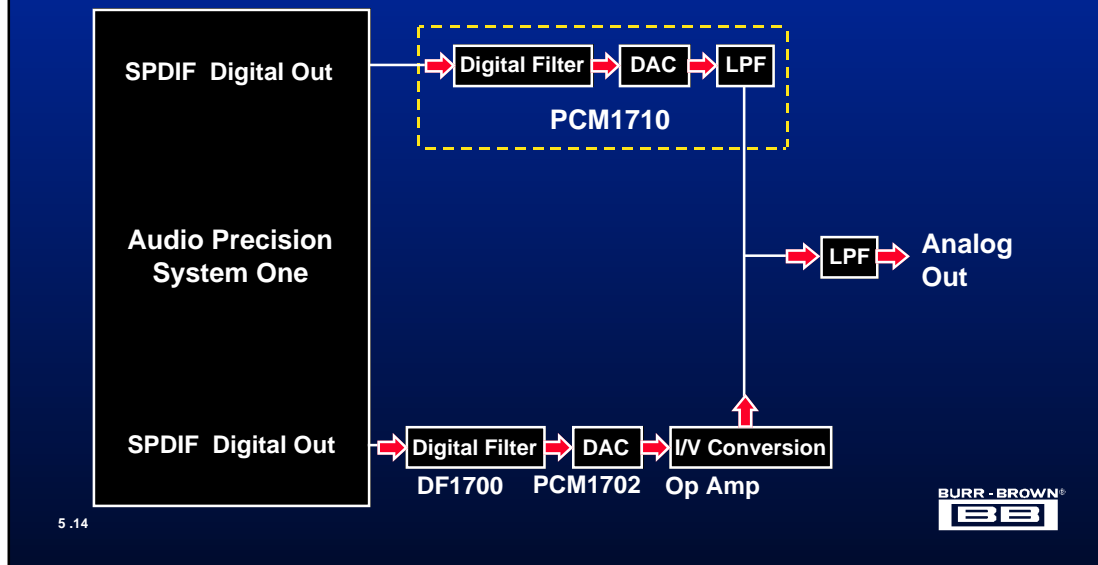 SPDIF Digital Out
Digital Filter
DAC
LPF
PCM1710
Audio Precision
System One
LPF
Analog
Out
SPDIF Digital Out
Digital Filter
DAC
I/V Conversion
DF1700
PCM1702
Op Amp
BURR-BROWN®
BB
5 .14